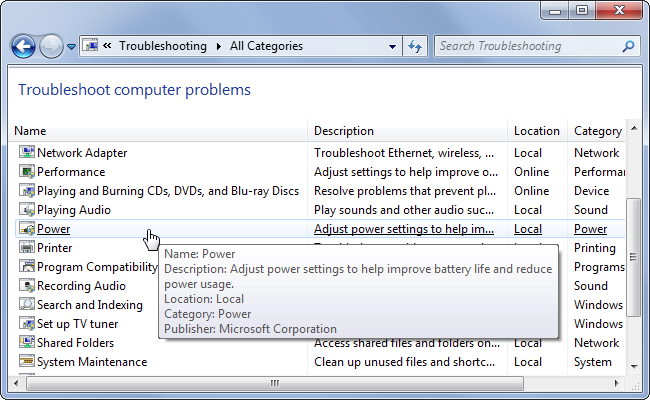 « Troubleshooting ▸ All Categories Search Troubleshooting
Troubleshoot computer problems
Name Description Location Category
Network Adapter Troubleshoot Ethernet, wireless, ... Local Network
Performance Adjust settings to help improve o... Online Performar
Playing and Burning CDs, DVDs, and Blu-ray Discs Resolve problems that prevent pl... Online Device
Playing Audio Play sounds and other audio suc... Local Sound
Power Adjust power settings to help im... Local Power
Printer Printing
Program Compatibility Programs
Recording Audio Sound
Search and Indexing Windows
Set up TV tuner Windows
Name: Power
Description: Adjust power settings to help improve battery life and reduce
power usage.
Location: Local
Category: Power
Publisher: Microsoft Corporation
Shared Folders Access shared files and folders on... Local Network
System Maintenance Clean up unused files and shortc... Local System